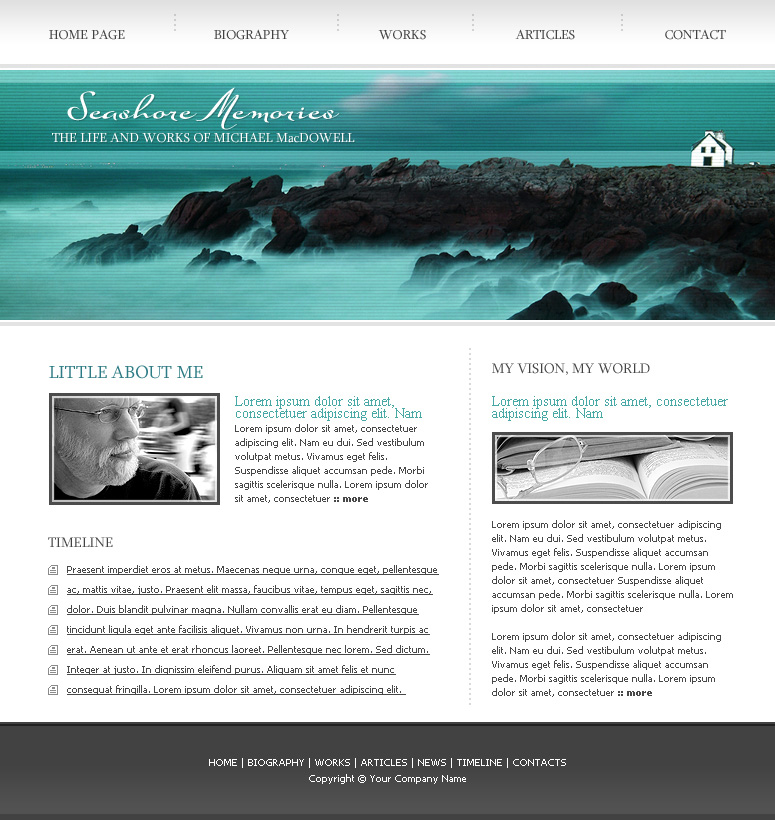 HOME PAGE
BIOGRAPHY
WORKS
ARTICLES
CONTACT
Seashore Memories
THE LIFE AND WORKS OF MICHAEL MacDOWELL
LITTLE ABOUT ME
Lorem ipsum dolor sit amet,
consectetuer adipiscing elit. Nam
Lorem ipsum dolor sit amet, consectetuer
adipiscing elit. Nam eu dui. Sed vestibulum
volutpat metus. Vivamus eget felis.
Suspendisse aliquet accumsan pede. Morbi
sagittis scelerisque nulla. Lorem ipsum dolor
sit amet, consectetuer :: more
TIMELINE
Praesent imperdiet eros at metus. Maecenas neque urna, congue eget, pellentesque
ac, mattis vitae, justo. Praesent elit massa, faucibus vitae, tempus eget, sagittis nec,
dolor. Duis blandit pulvinar magna. Nullam convallis erat eu diam. Pellentesque
tincidunt ligula eget ante facilisis aliquet. Vivamus non urna. In hendrerit turpis ac
erat. Aenean ut ante et erat rhoncus laoreet. Pellentesque nec lorem. Sed dictum.
Integer at justo. In dignissim eleifend purus. Aliquam sit amet felis et nunc
consequat fringilla. Lorem ipsum dolor sit amet, consectetuer adipiscing elit.
MY VISION, MY WORLD
Lorem ipsum dolor sit amet, consectetuer
adipiscing elit. Nam
Lorem ipsum dolor sit amet, consectetuer adipiscing
elit. Nam eu dui. Sed vestibulum volutpat metus.
Vivamus eget felis. Suspendisse aliquet accumsan
pede. Morbi sagittis scelerisque nulla. Lorem ipsum
dolor sit amet, consectetuer Suspendisse aliquet
accumsan pede. Morbi sagittis scelerisque nulla. Lorem
ipsum dolor sit amet, consectetuer
Lorem ipsum dolor sit amet, consectetuer adipiscing
elit. Nam eu dui. Sed vestibulum volutpat metus.
Vivamus eget felis. Suspendisse aliquet accumsan
pede. Morbi sagittis scelerisque nulla. Lorem ipsum
dolor sit amet, consectetuer :: more
HOME | BIOGRAPHY | WORKS | ARTICLES | NEWS | TIMELINE | CONTACTS
Copyright © Your Company Name